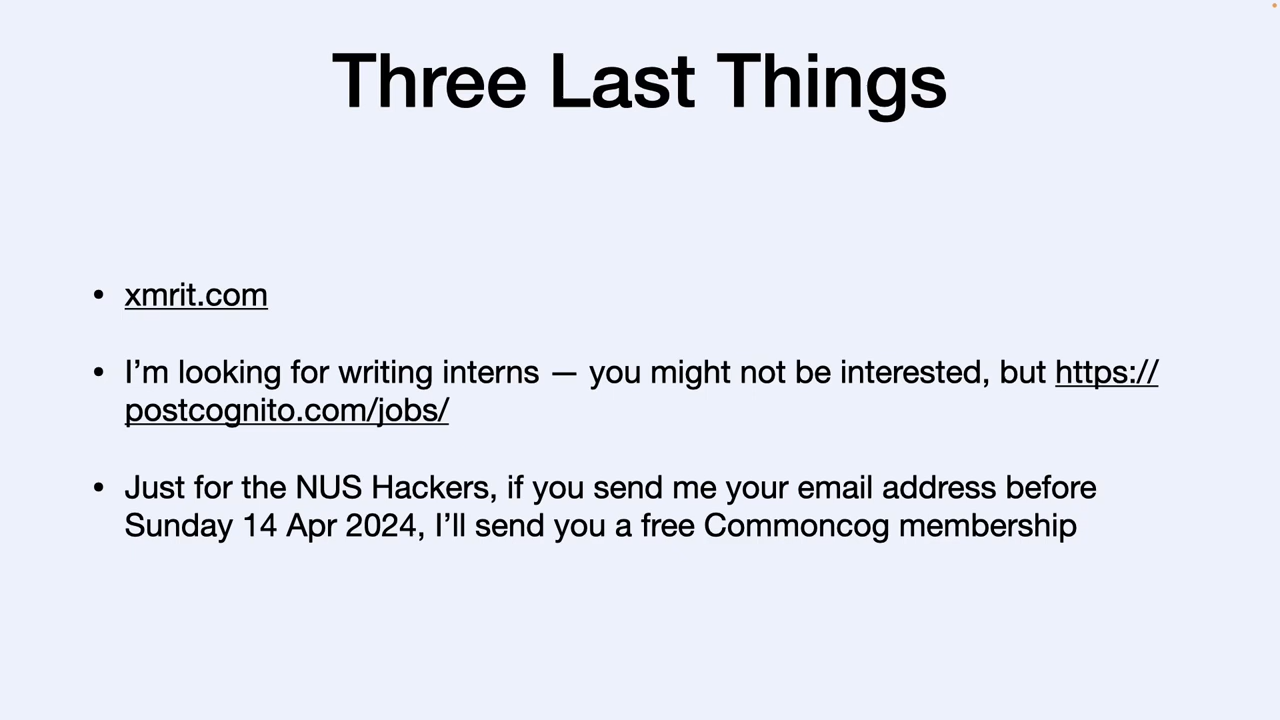 Three Last Things
• xmrit.com
• I’m looking for writing interns — you might not be interested, but https://
postcognito.com/jobs/
• Just for the NUS Hackers, if you send me your email address before
Sunday 14 Apr 2024, I’ll send you a free Commoncog membership